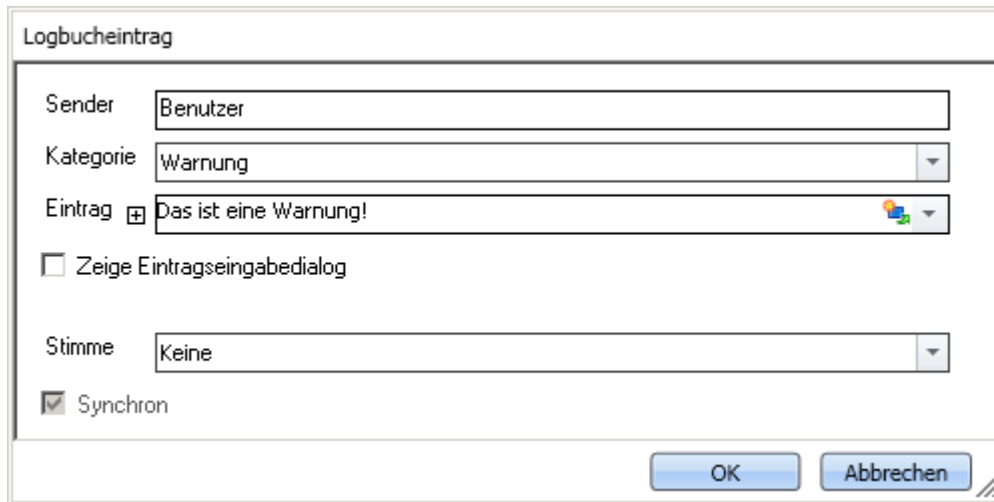 Logbucheintrag
Sender Benutzer
Kategorie Warnung
Eintrag Das ist eine Warnung!
Zeige Eintragseingabedialog
Stimme Keine
Synchron
OK Abbrechen